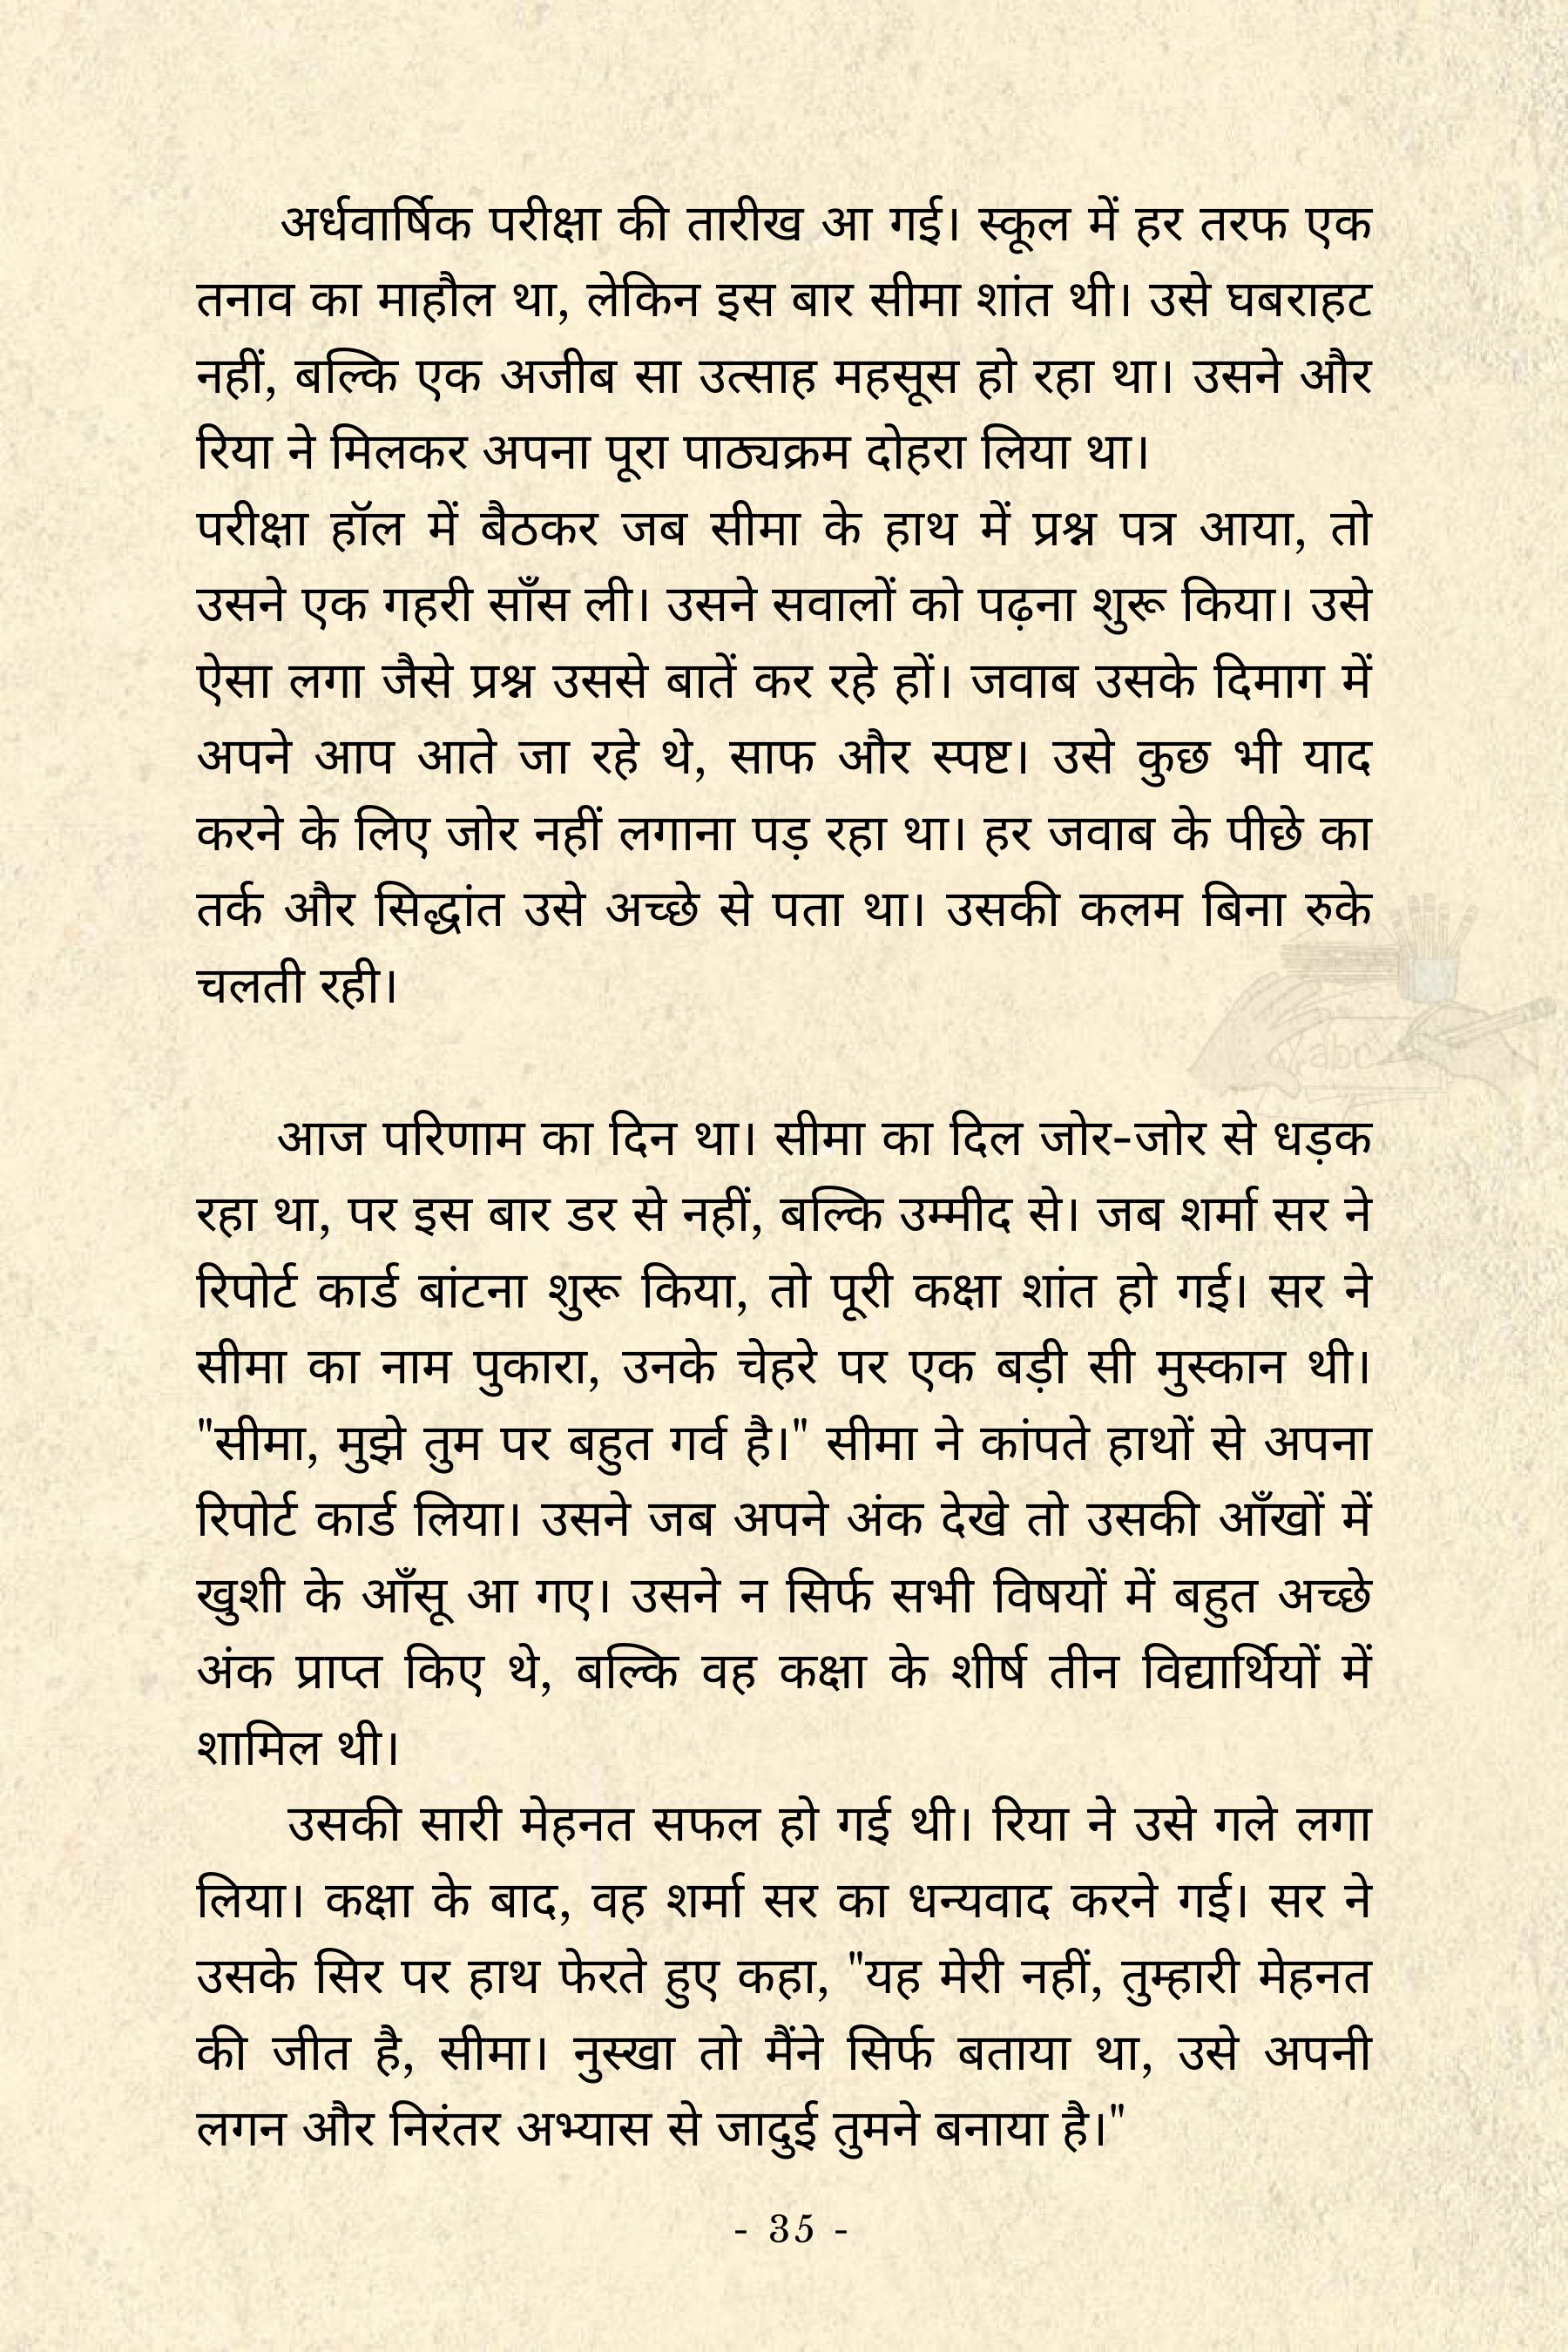 अर्धवार्षिक परीक्षा की तारीख आ गई। स्कूल में हर तरफ एक
तनाव का माहौल था, लेकिन इस बार सीमा शांत थी। उसे घबराहट
नहीं, बल्कि एक अजीब सा उत्साह महसूस हो रहा था। उसने और
रिया ने मिलकर अपना पूरा पाठ्यक्रम दोहरा लिया था।
परीक्षा हॉल में बैठकर जब सीमा के हाथ में प्रश्न पत्र आया, तो
उसने एक गहरी साँस ली। उसने सवालों को पढ़ना शुरू किया। उसे
ऐसा लगा जैसे प्रश्न उससे बातें कर रहे हों। जवाब उसके दिमाग में
अपने आप आते जा रहे थे, साफ और स्पष्ट। उसे कुछ भी याद
करने के लिए जोर नहीं लगाना पड़ रहा था। हर जवाब के पीछे का
तर्क और सिद्धांत उसे अच्छे से पता था। उसकी कलम बिना रुके
चलती रही।
abc
आज परिणाम का दिन था। सीमा का दिल जोर-जोर से धड़क
रहा था, पर इस बार डर से नहीं, बल्कि उम्मीद से। जब शर्मा सर ने
रिपोर्ट कार्ड बांटना शुरू किया, तो पूरी कक्षा शांत हो गई। सर ने
सीमा का नाम पुकारा, उनके चेहरे पर एक बड़ी सी मुस्कान थी।
"सीमा, मुझे तुम पर बहुत गर्व है।" सीमा ने कांपते हाथों से अपना
रिपोर्ट कार्ड लिया। उसने जब अपने अंक देखे तो उसकी आँखों में
खुशी के आँसू आ गए। उसने न सिर्फ सभी विषयों में बहुत अच्छे
अंक प्राप्त किए थे, बल्कि वह कक्षा के शीर्ष तीन विद्यार्थियों में
शामिल थी।
उसकी सारी मेहनत सफल हो गई थी। रिया ने उसे गले लगा
लिया। कक्षा के बाद, वह शर्मा सर का धन्यवाद करने गई। सर ने
उसके सिर पर हाथ फेरते हुए कहा, "यह मेरी नहीं, तुम्हारी मेहनत
की जीत है, सीमा। नुस्खा तो मैंने सिर्फ बताया था, उसे अपनी
लगन और निरंतर अभ्यास से जादुई तुमने बनाया है।"
- 35 -